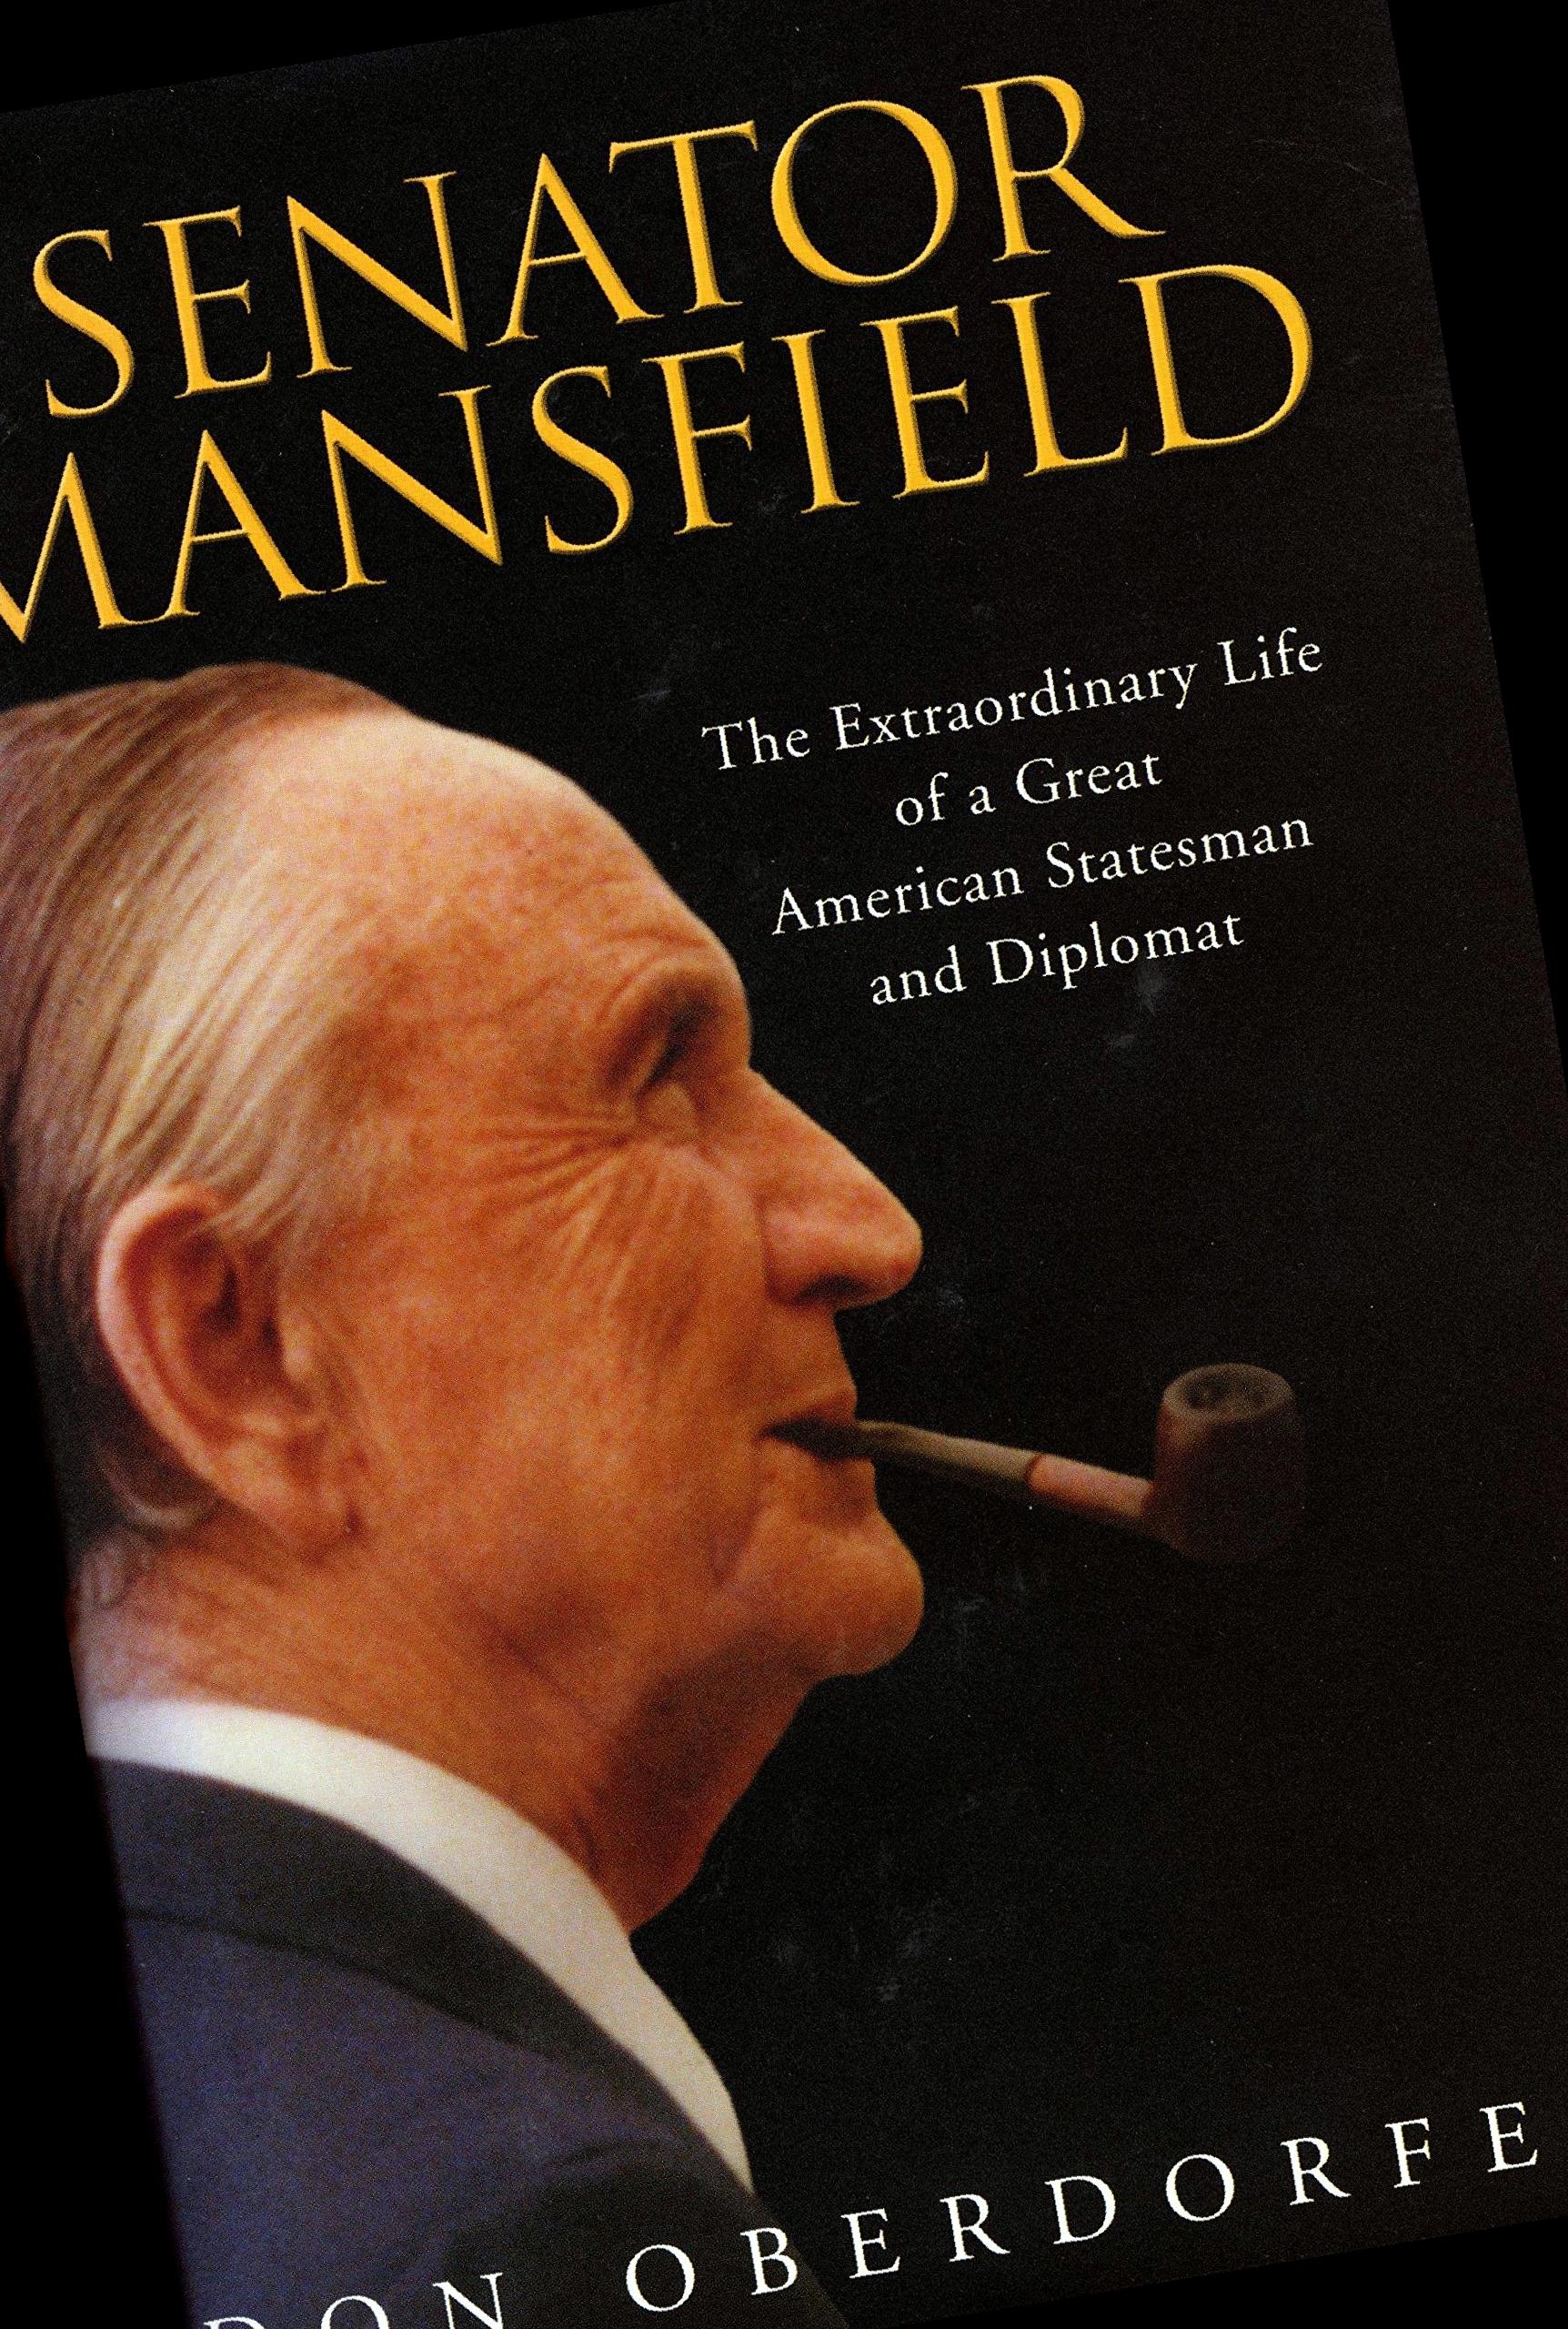 SENATOR
MANSFIELD
The Extraordinary Life
of a Great
American Statesman
and Diplomat
DON OBERDORFE